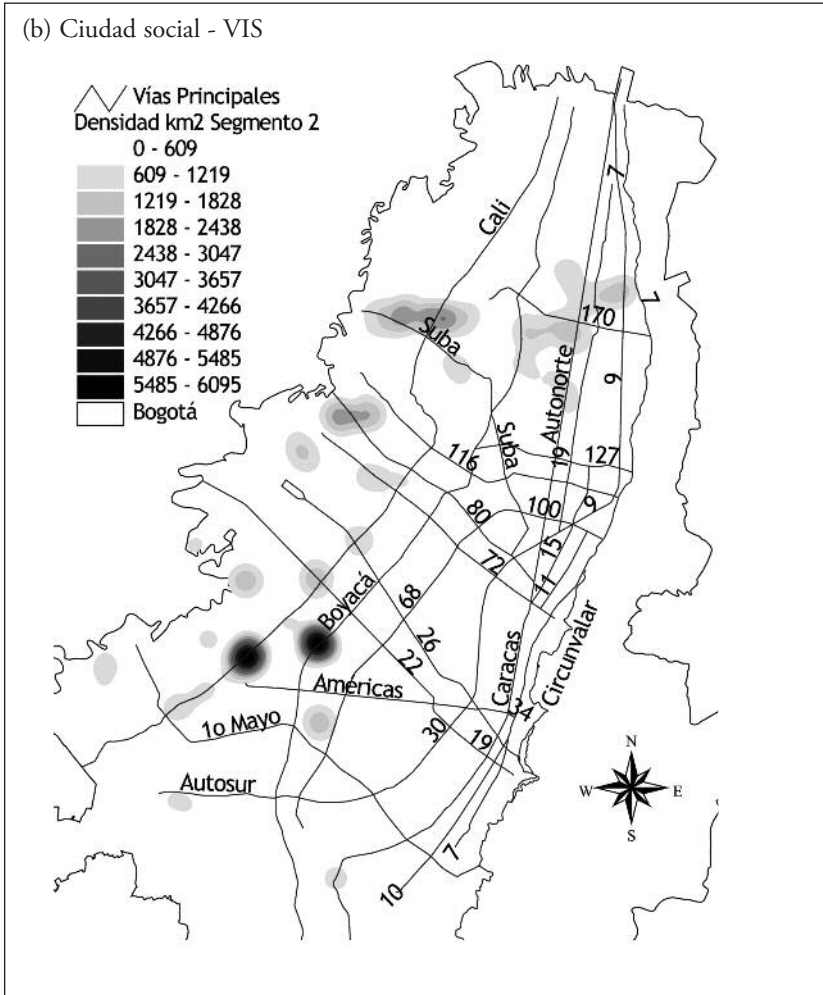 (b) Ciudad social - VIS
Vías Principales
Densidad km2 Segmento 2
0 - 609
609 - 1219
1219 - 1828
1828 - 2438
2438 - 3047
3047 - 3657
3657 - 4266
4266 - 4876
4876 - 5485
5485 - 6095
Bogotá
7
Cali
7
170
Suba
9
Autonorte
Suba
19
127
116
100
9
80
15
72
11
Boyacá
68
26
22
Caracas
Circunvalar
Americas
34
1o Mayo
30
19
Autosur
7
10
N
W
E
S